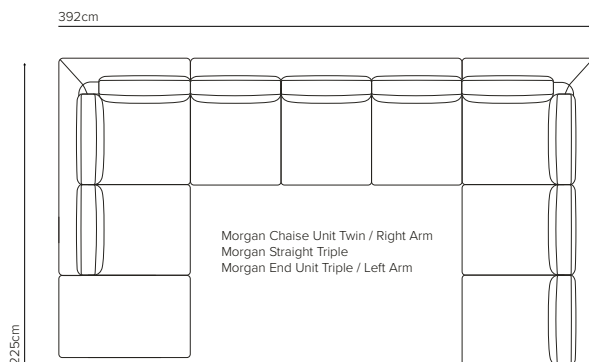 392cm
Morgan Chaise Unit Twin / Right Arm
Morgan Straight Triple
Morgan End Unit Triple / Left Arm
225cm